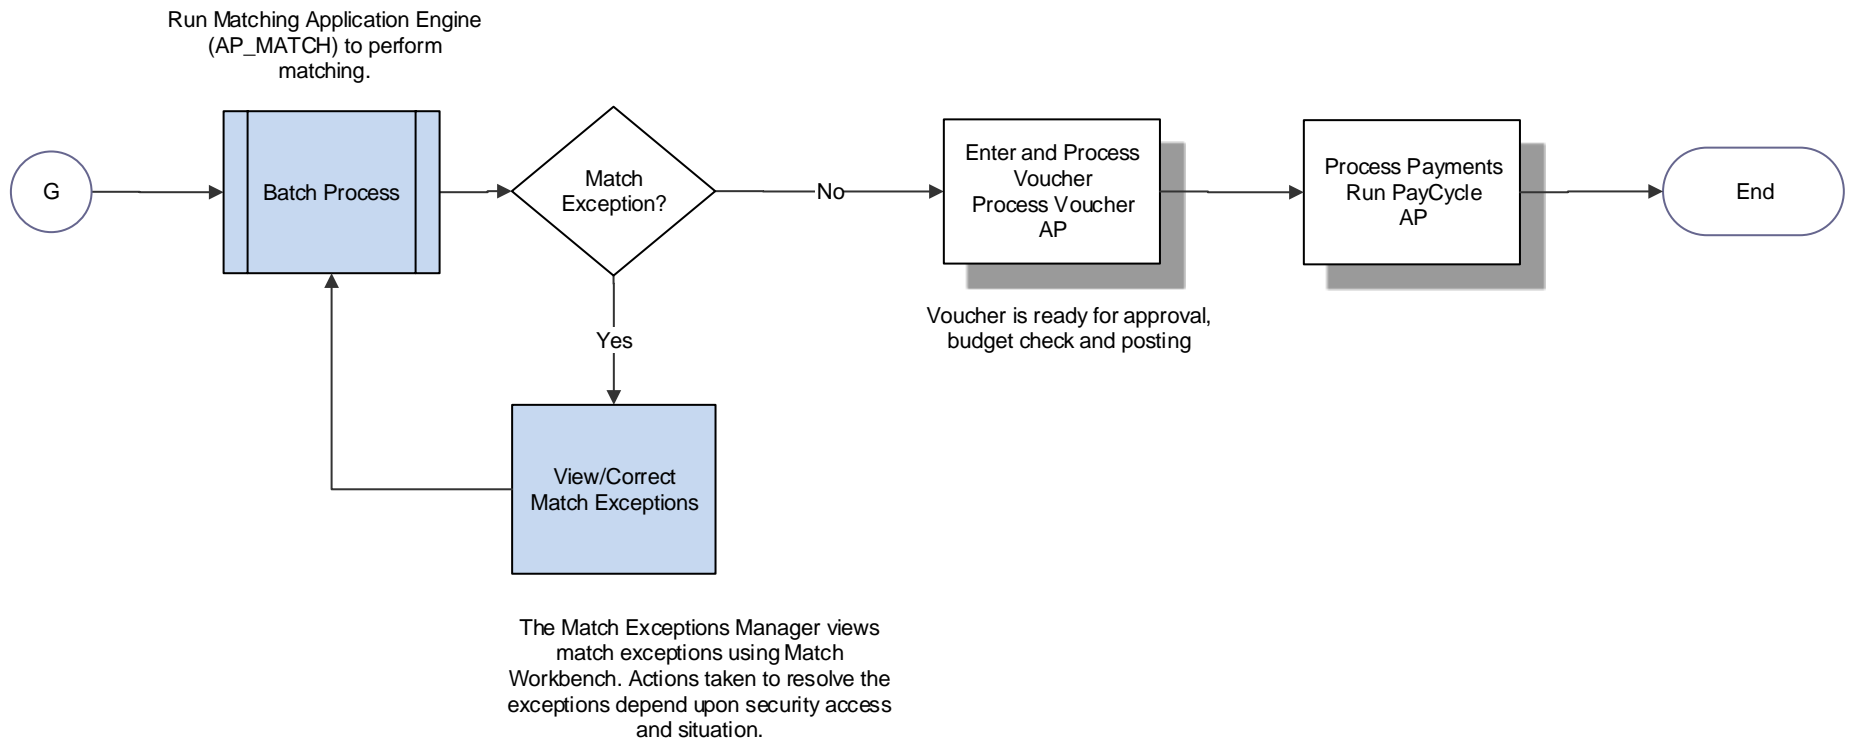 Run Matching Application Engine
(AP_MATCH) to perform
matching.
G
Batch Process
Match
Exception?
No
Enter and Process
Voucher
Process Voucher
AP
Process Payments
Run PayCycle
AP
End
Voucher is ready for approval,
budget check and posting
Yes
View/Correct
Match Exceptions
The Match Exceptions Manager views
match exceptions using Match
Workbench. Actions taken to resolve the
exceptions depend upon security access
and situation.